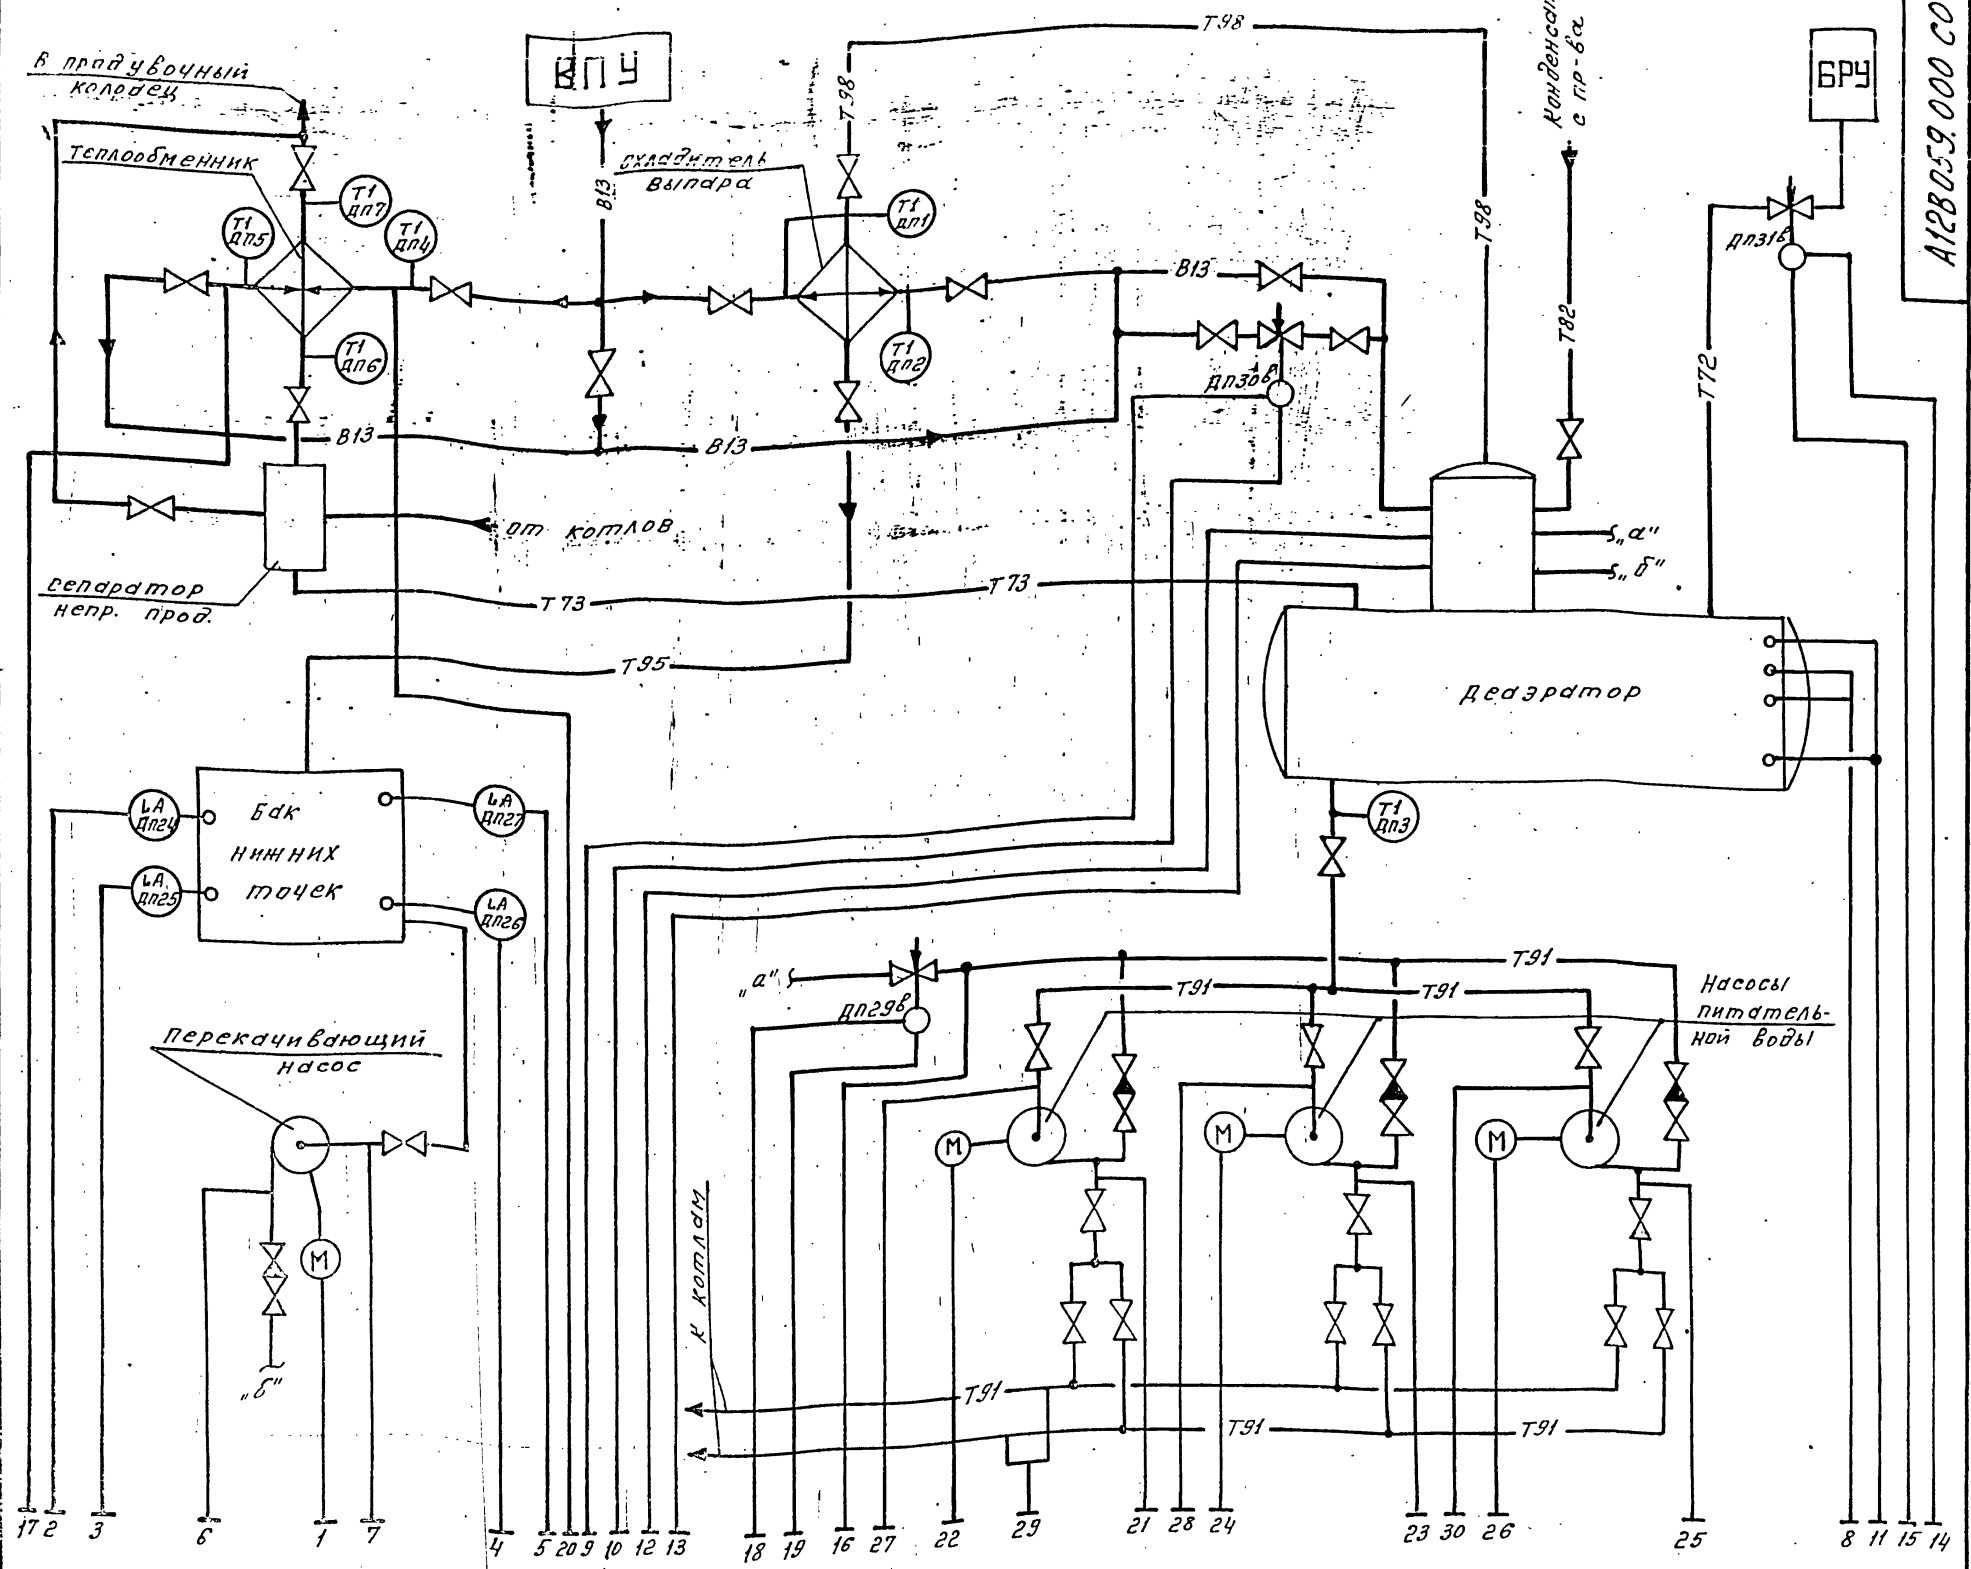 В продувочный
колодец
Теплообменник
Т1
ДП7
Т1
ДП5
Т1
ДП4
Т1
ДП6
ВПУ
В13
охладитель
выпара
Т98
Т98
Т98
Т1
ДП1
Т1
ДП2
В13
ДП30в
Конденсат
с пр-ва
Т82
БРУ
ДП31в
Т72
А12В059.000 СО
В13
В13
от котлов
сепаратор
непр. прод.
Т73
Т73
"а"
"б"
Т95
Деаэратор
Т1
ДП3
LA
ДП24
LA
ДП25
Бак
нижних
точек
LA
ДП27
LA
ДП26
"а"
ДП29в
Т91
Т91
Т91
Насосы
питатель-
ной воды
Перекачивающий
насос
М
М
М
М
"б"
К котлам
Т91
Т91
Т91
17 2 3 6 1 7 4 5 20 9 10 12 13 18 19 16 27 22 29 21 28 24 23 30 26 25 8 11 15 14